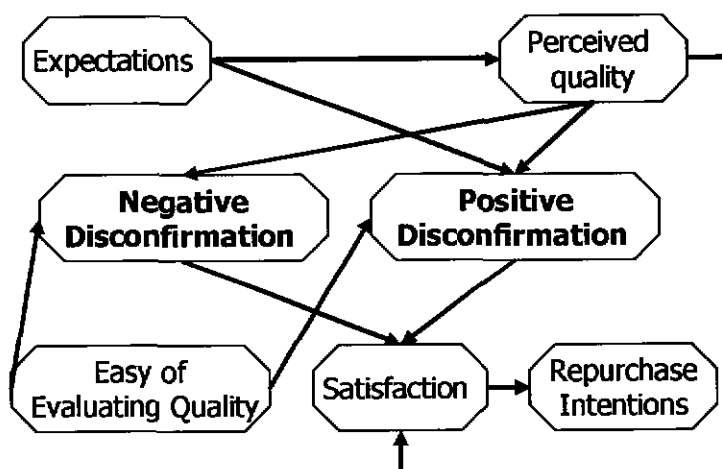 Expectations
Perceived
quality
Negative
Disconfirmation
Positive
Disconfirmation
Easy of
Evaluating Quality
Satisfaction
Repurchase
Intentions